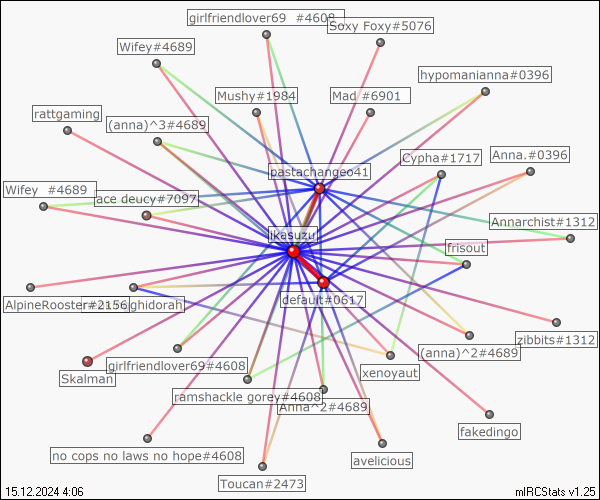 girlfriendlover69 #4608
Soxy Foxy#5076
Wifey#4689
hypomanianna#0396
Mushy#1984
Mad #6901
rattgaming
(anna)^3#4689
pastachangeo41
Cypha#1717
Anna.#0396
Wifey #4689
ace deucy#7097
Annarchist#1312
ikasuzu
frisout
AlpineRooster#2156
ghidorah
default#0617
zibbits#1312
(anna)^2#4689
girlfriendlover69#4608
xenoyaut
Skalman
ramshackle gorey#4608
Anna^2#4689
fakedingo
no cops no laws no hope#4608
avelicious
Toucan#2473
15.12.2024 4:06
mIRCStats v1.25